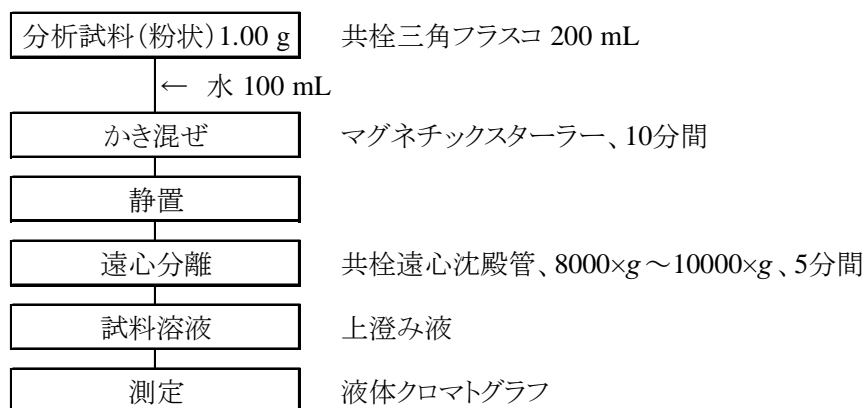 分析試料(粉状)1.00 g 共栓三角フラスコ 200 mL
← 水 100 mL
かき混ぜ マグネチックスターラー、10分間
静置
遠心分離 共栓遠心沈殿管、8000×g～10000×g、5分間
試料溶液 上澄み液
測定 液体クロマトグラフ